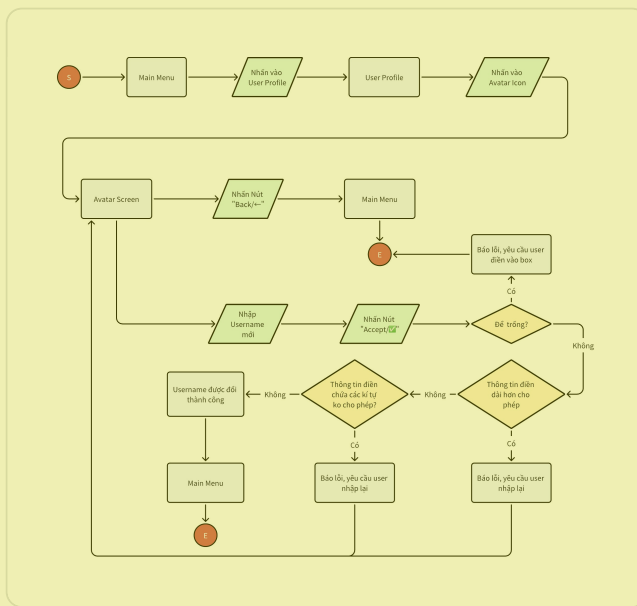 S
Main Menu
Nhấn vào
User Profile
User Profile
Nhấn vào
Avatar Icon
Avatar Screen
Nhấn Nút
"Back/←"
Main Menu
E
Báo lỗi, yêu cầu user
điền vào box
Có
Nhập
Username
mới
Nhấn Nút
"Accept/✅
Để trống?
Không
Username được đổi
thành công
Không
Thông tin điền
chứa các kí tự
ko cho phép?
Không
Thông tin điền
dài hơn cho
phép
Có
Có
Main Menu
Báo lỗi, yêu cầu user
nhập lại
Báo lỗi, yêu cầu user
nhập lại
E